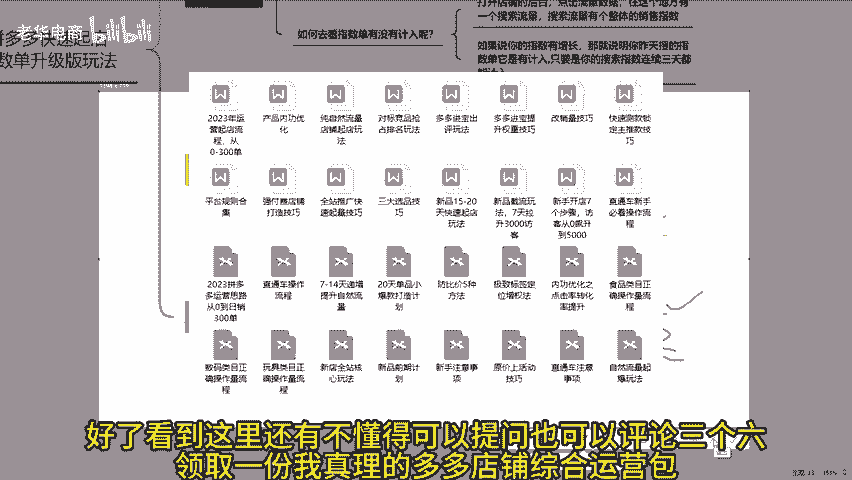 老华电商 bilibili
拼多多快速起店
数单升级版玩法
如何去看指数单有没有计入呢?
打开店铺的后台，点击流量数据，在这个地方有
一个搜索流量，搜索流量有个整体的销售指数
如果说你的指数有增长，那就说明你昨天搜的指
数单它是有计入,只要是你的搜索指数连续三天都
2023年运
营起店流
程，从
0-300单
产品内功优
化
纯自然流量
店铺起店玩
法
对标竞品抢
占排名玩法
多多进宝出
评玩法
多多进宝提
升权重技巧
改销量技巧
快速测款锁
定主推款技
巧
平台规则合
集
强付费店铺
打造技巧
全站推广快
速起量技巧
三大选品技
巧
新品15-20
天快速起店
玩法
新品截流玩
法，7天拉
升3000访
客
新手开店7
个步骤，访
客从0飙升
到5000
直通车新手
必看操作流
程
2023拼多
多运营思路
从0到日销
300单
直通车操作
流程
7-14天递增
提升自然流
量
20天单品小
爆款打造计
划
防比价5种
方法
极致标签定
位增权法
内功优化之
点击率转化
率提升
食品类目正
确操作量流
程
数码类目正
确操作量流
程
玩具类目正
确操作量流
程
新店全站核
心玩法
新品前期计
划
新手注意事
项
原价上活动
技巧
直通车注意
事项
自然流量起
爆玩法
好了看到这里还有不懂得可以提问也可以评论三个六
领取一份我真理的多多店铺综合运营包